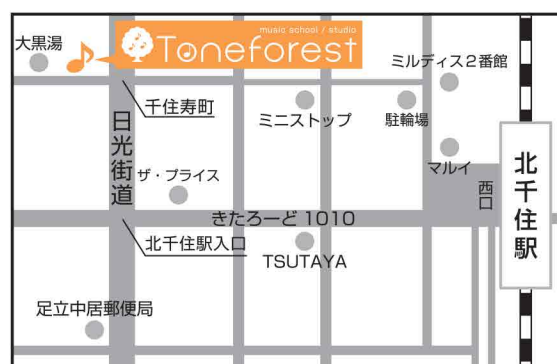 music school / studio
Toneforest
大黒湯
ミルディス2番館
千住寿町
ミニストップ
駐輪場
日光街道
ザ・プライス
マルイ
西口
北千住駅
きたろーど 1010
北千住駅入口
TSUTAYA
足立中居郵便局